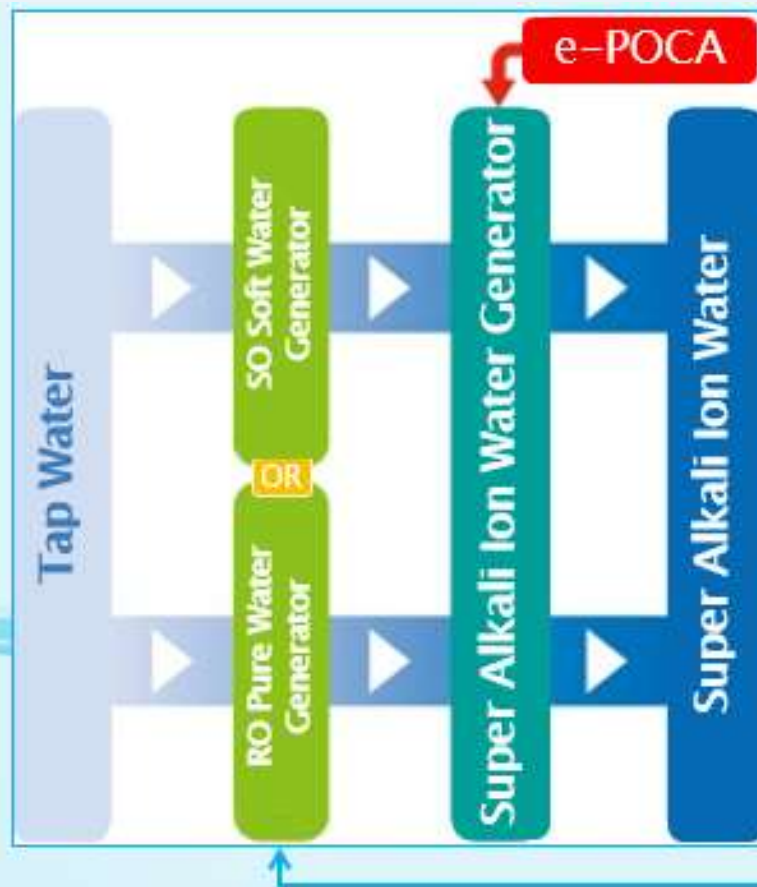 e-POCA
Tap Water
SO Soft Water
Generator
OR
RO Pure Water
Generator
Super Alkali Ion Water Generator
Super Alkali Ion Water